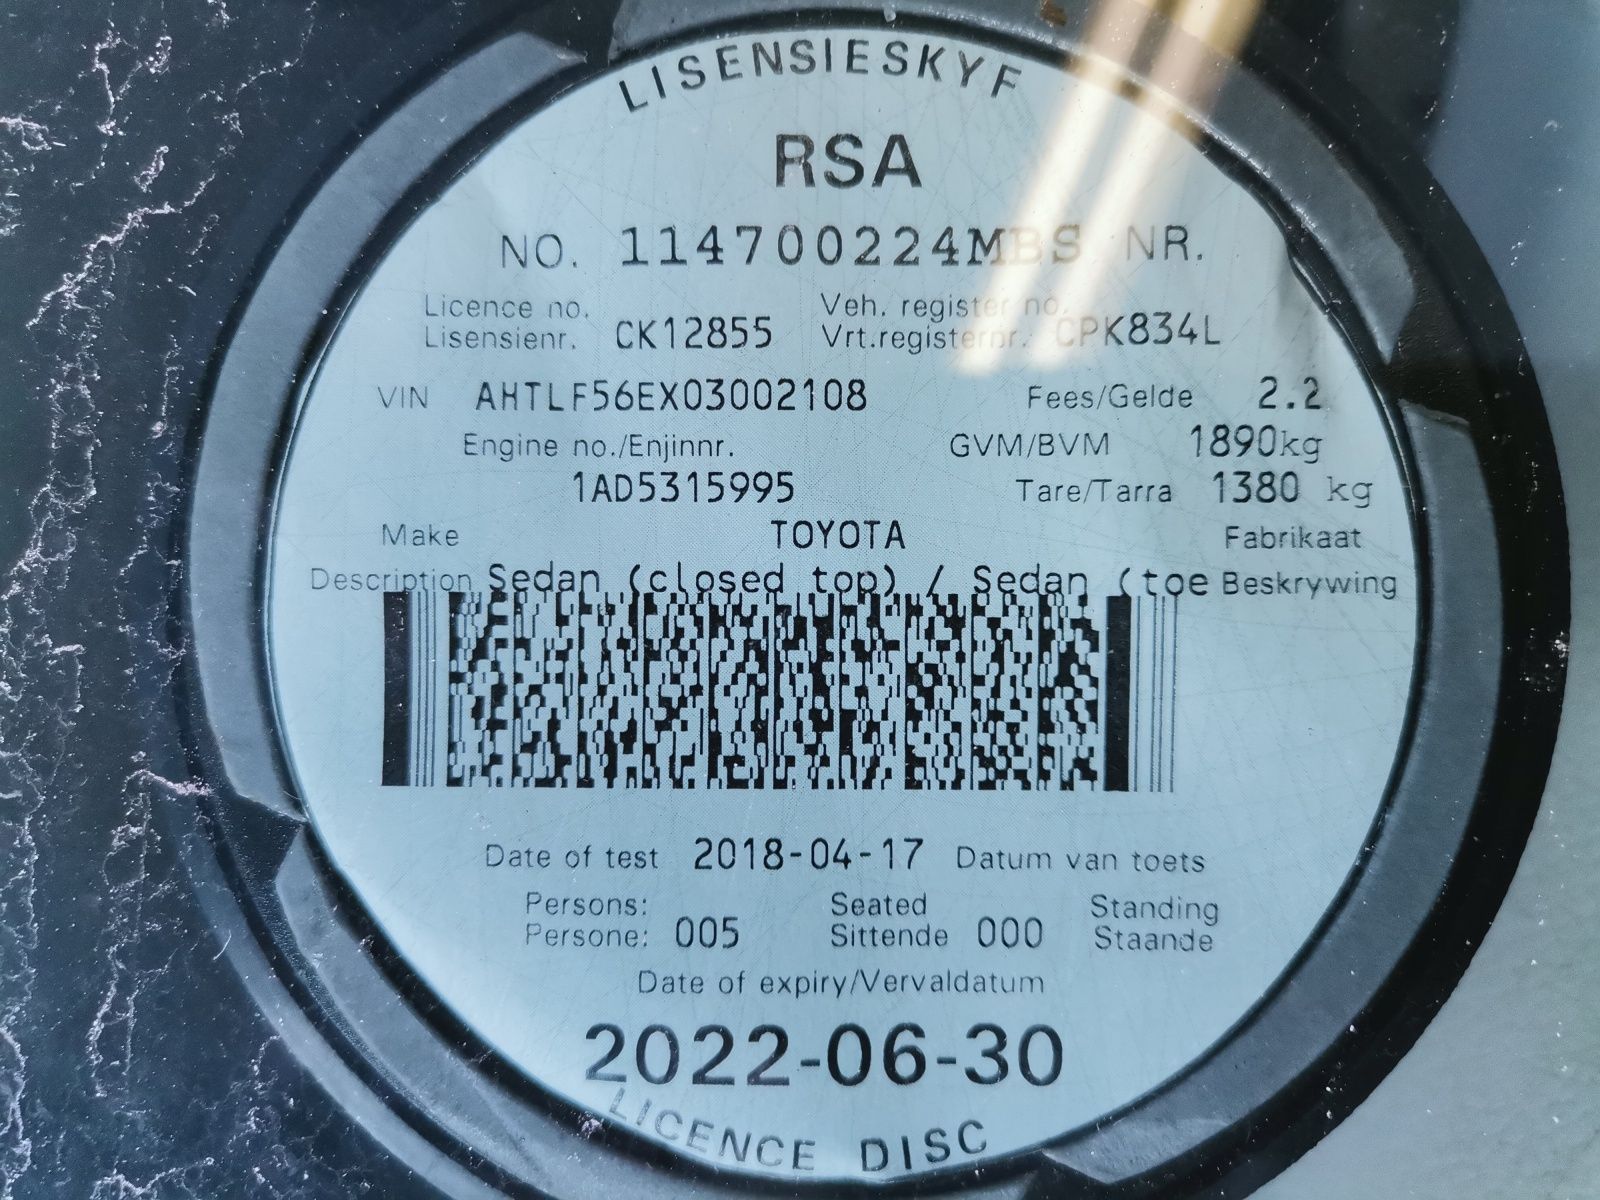 LISENSIESKYF
RSA
NO. 114700224MBS NR.
Licence no. Veh. register no.
Lisensienr. CK12855 Vrt.registernr. CPK834L
VIN AHTLF56EX03002108 Fees/Gelde 2.2
Engine no./Enjinnr. GVM/BVM 1890kg
1AD5315995 Tare/Tarra 1380 kg
Make TOYOTA Fabrikaat
Description Sedan (closed top) / Sedan (toe Beskrywing
Date of test 2018-04-17 Datum van toets
Persons: Seated Standing
Persone: 005 Sittende 000 Staande
Date of expiry/Vervaldatum
2022-06-30
LICENCE DISC